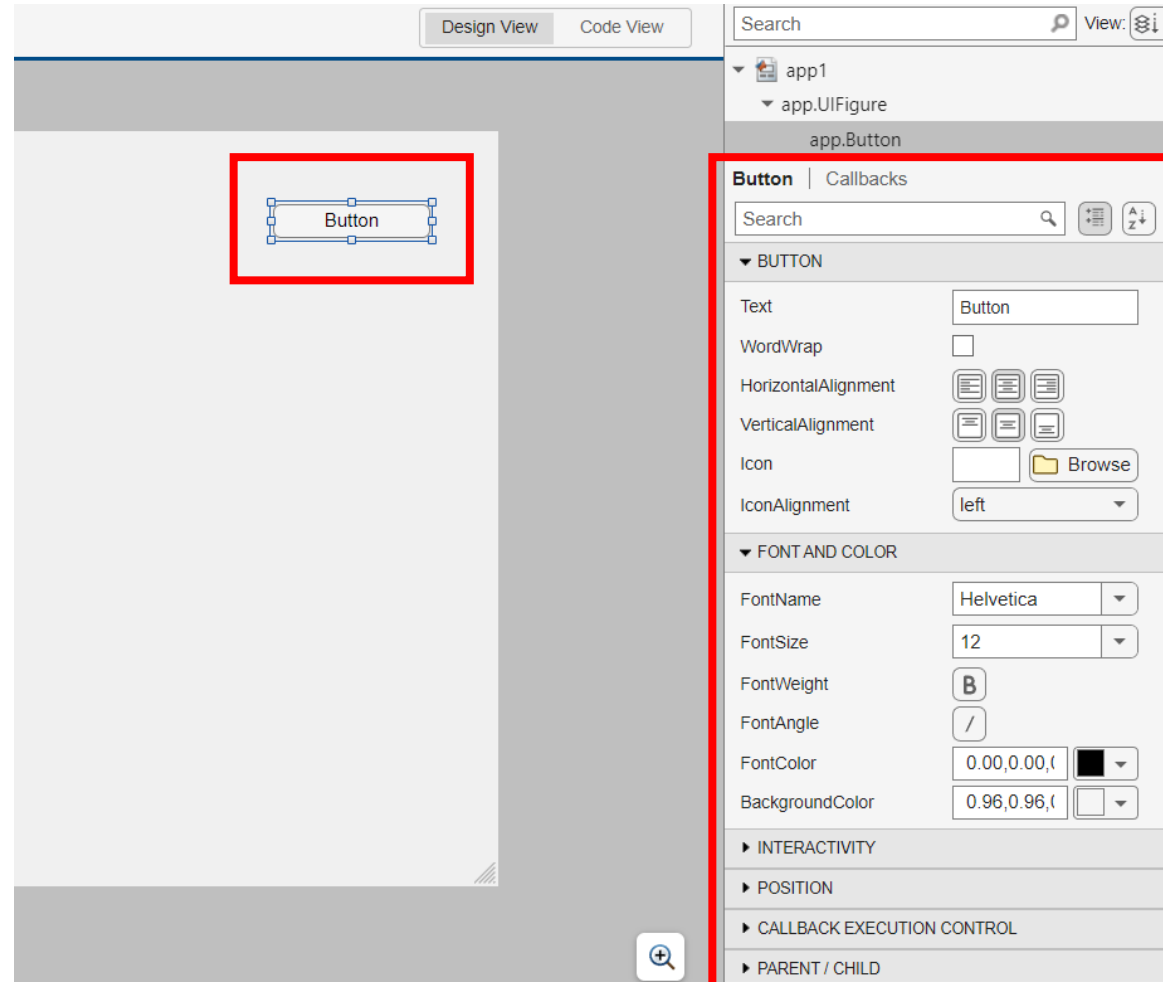 Design View Code View
Search View:
app1
app.UIFigure
app.Button
Button
Button | Callbacks
Search
BUTTON
Text Button
WordWrap
HorizontalAlignment
VerticalAlignment
Icon Browse
IconAlignment left
FONT AND COLOR
FontName Helvetica
FontSize 12
FontWeight B
FontAngle /
FontColor 0.00,0.00,(
BackgroundColor 0.96,0.96,(
INTERACTIVITY
POSITION
CALLBACK EXECUTION CONTROL
PARENT / CHILD